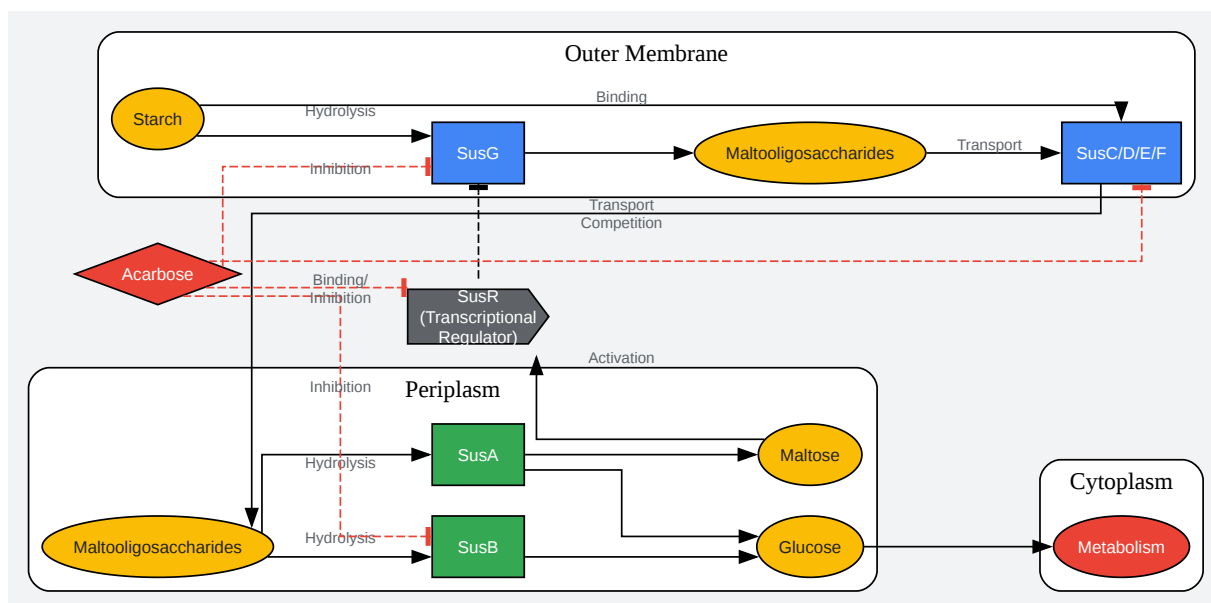 Outer Membrane
Binding
Hydrolysis
Starch
SusG
Maltooligosaccharides
Transport
SusC/D/E/F
Inhibition
Transport
Competition
Acarbose
Binding/
Inhibition
SusR
(Transcriptional
Regulator)
Activation
Inhibition
Periplasm
SusA
Maltose
Hydrolysis
Cytoplasm
Hydrolysis
Maltooligosaccharides
SusB
Glucose
Metabolism